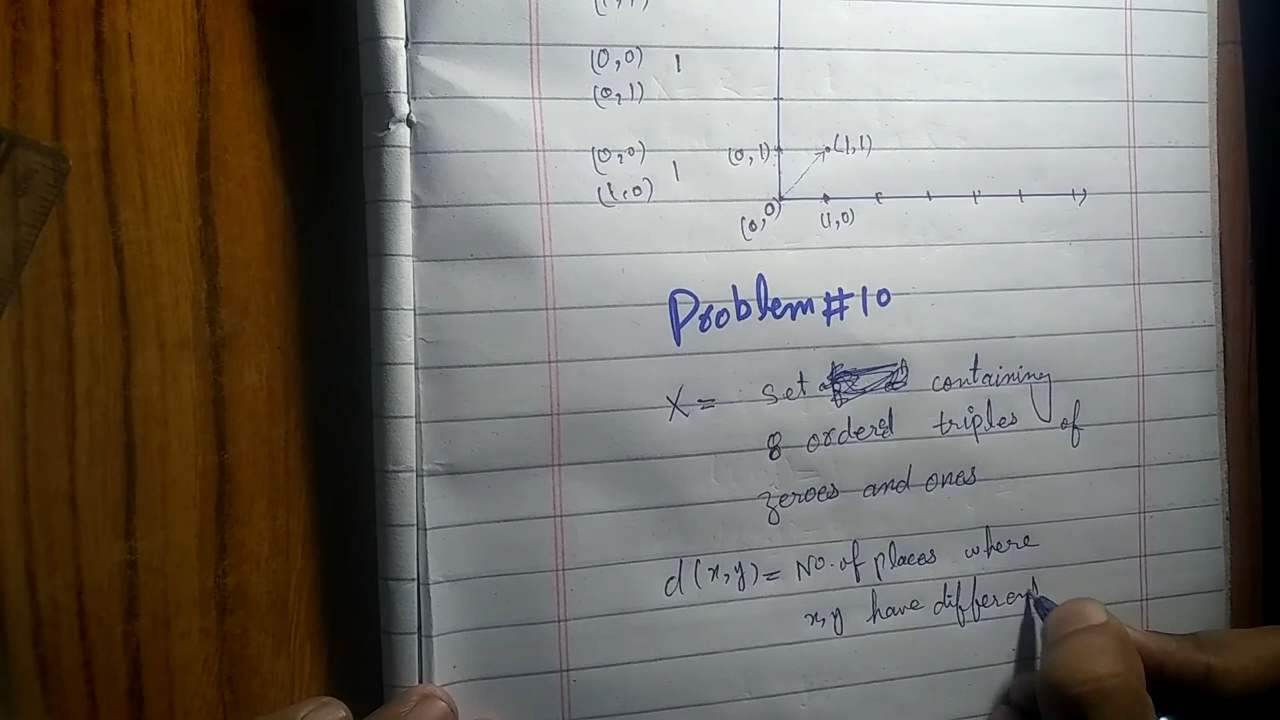 (0,0) 1
(0,1)
(0,0) 1
(1,0)
(0,1) (1,1)
(0,0) (1,0)
Problem #10
X = set containing
8 ordered triples of
zeroes and ones
d(x,y) = No. of places where
x,y have different